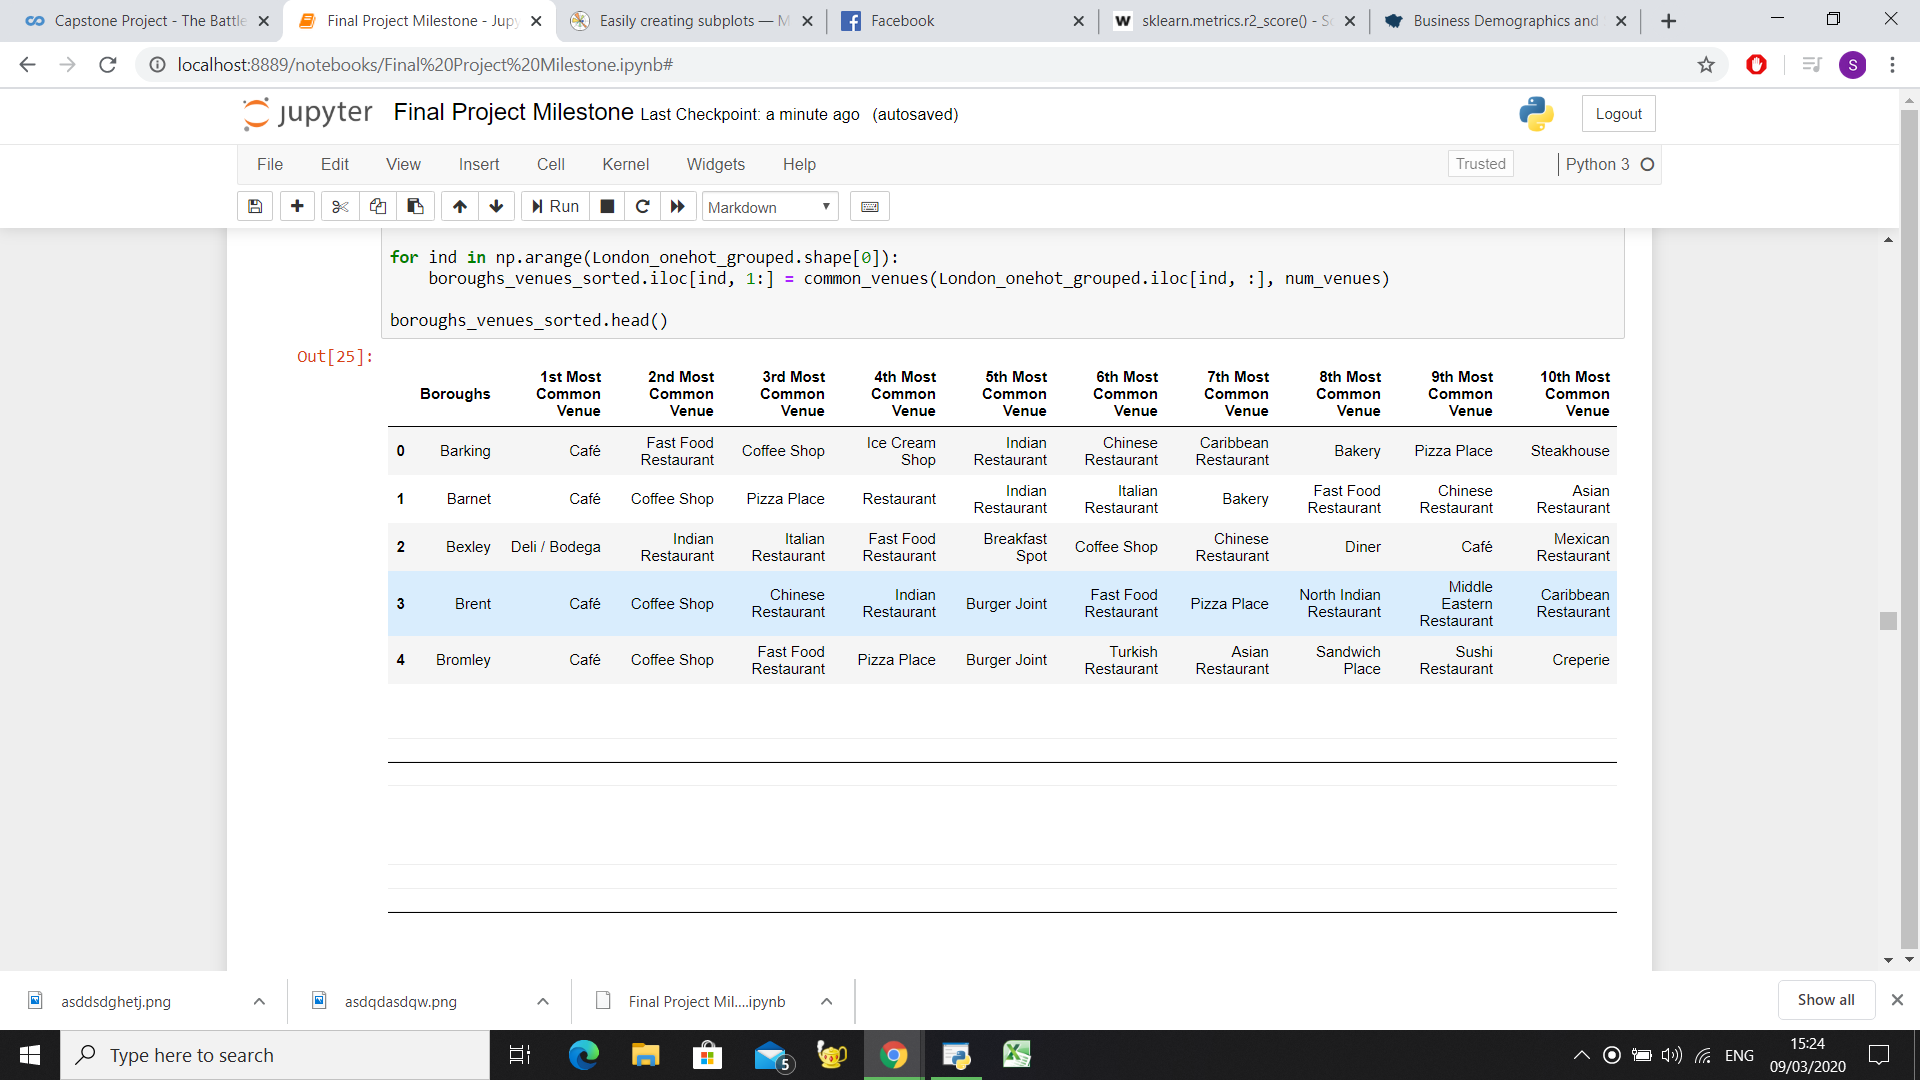 Capstone Project - The Battle
Final Project Milestone - Jupy
Easily creating subplots — M
Facebook
sklearn.metrics.r2_score() - Sc
Business Demographics and
localhost:8889/notebooks/Final%20Project%20Milestone.ipynb#
S
jupyter Final Project Milestone Last Checkpoint: a minute ago (autosaved)
Logout
File Edit View Insert Cell Kernel Widgets Help
Trusted
Python 3
Run
Markdown
for ind in np.arange(London_onehot_grouped.shape[0]):
    boroughs_venues_sorted.iloc[ind, 1:] = common_venues(London_onehot_grouped.iloc[ind, :], num_venues)
boroughs_venues_sorted.head()
Out[25]:
Boroughs 1st Most Common Venue 2nd Most Common Venue 3rd Most Common Venue 4th Most Common Venue 5th Most Common Venue 6th Most Common Venue 7th Most Common Venue 8th Most Common Venue 9th Most Common Venue 10th Most Common Venue
0 Barking Café Fast Food Restaurant Coffee Shop Ice Cream Shop Indian Restaurant Chinese Restaurant Caribbean Restaurant Bakery Pizza Place Steakhouse
1 Barnet Café Coffee Shop Pizza Place Restaurant Indian Restaurant Italian Restaurant Bakery Fast Food Restaurant Chinese Restaurant Asian Restaurant
2 Bexley Deli / Bodega Indian Restaurant Italian Restaurant Fast Food Restaurant Breakfast Spot Coffee Shop Chinese Restaurant Diner Café Mexican Restaurant
3 Brent Café Coffee Shop Chinese Restaurant Indian Restaurant Burger Joint Fast Food Restaurant Pizza Place North Indian Restaurant Middle Eastern Restaurant Caribbean Restaurant
4 Bromley Café Coffee Shop Fast Food Restaurant Pizza Place Burger Joint Turkish Restaurant Asian Restaurant Sandwich Place Sushi Restaurant Creperie
asddsdghetj.png
asdqdasdqw.png
Final Project Mil....ipynb
Show all
Type here to search
5
ENG
15:24
09/03/2020